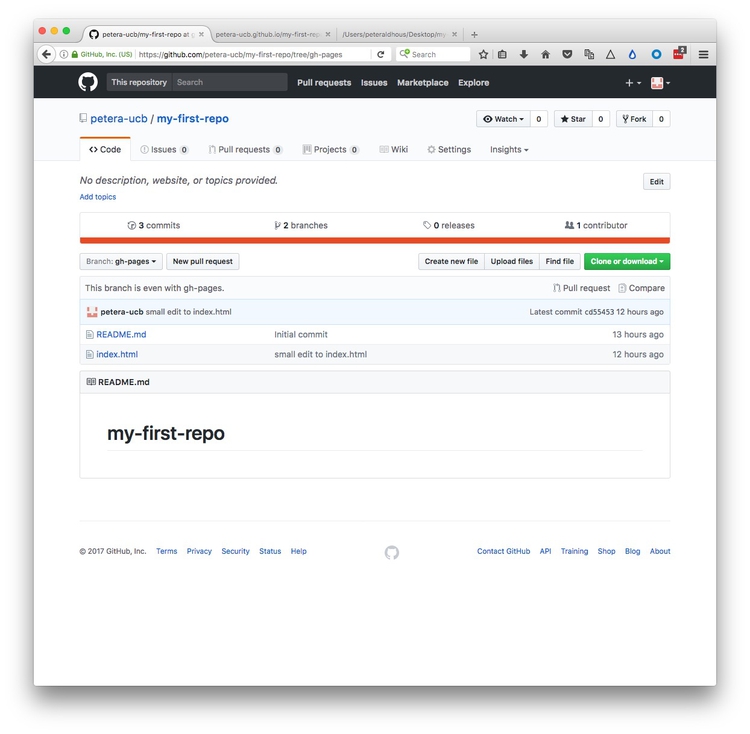 petera-ucb/my-first-repo at g
petera-ucb.github.io/my-first-rep
/Users/peteraldhous/Desktop/my
GitHub, Inc. (US)
https://github.com/petera-ucb/my-first-repo/tree/gh-pages
Search
2
This repository
Search
Pull requests
Issues
Marketplace
Explore
petera-ucb / my-first-repo
Watch
0
Star
0
Fork
0
Code
Issues 0
Pull requests 0
Projects 0
Wiki
Settings
Insights
No description, website, or topics provided.
Edit
Add topics
3 commits
2 branches
0 releases
1 contributor
Branch: gh-pages
New pull request
Create new file
Upload files
Find file
Clone or download
This branch is even with gh-pages.
Pull request
Compare
petera-ucb small edit to index.html
Latest commit cd55453 12 hours ago
README.md
Initial commit
13 hours ago
index.html
small edit to index.html
12 hours ago
README.md
my-first-repo
© 2017 GitHub, Inc.
Terms
Privacy
Security
Status
Help
Contact GitHub
API
Training
Shop
Blog
About